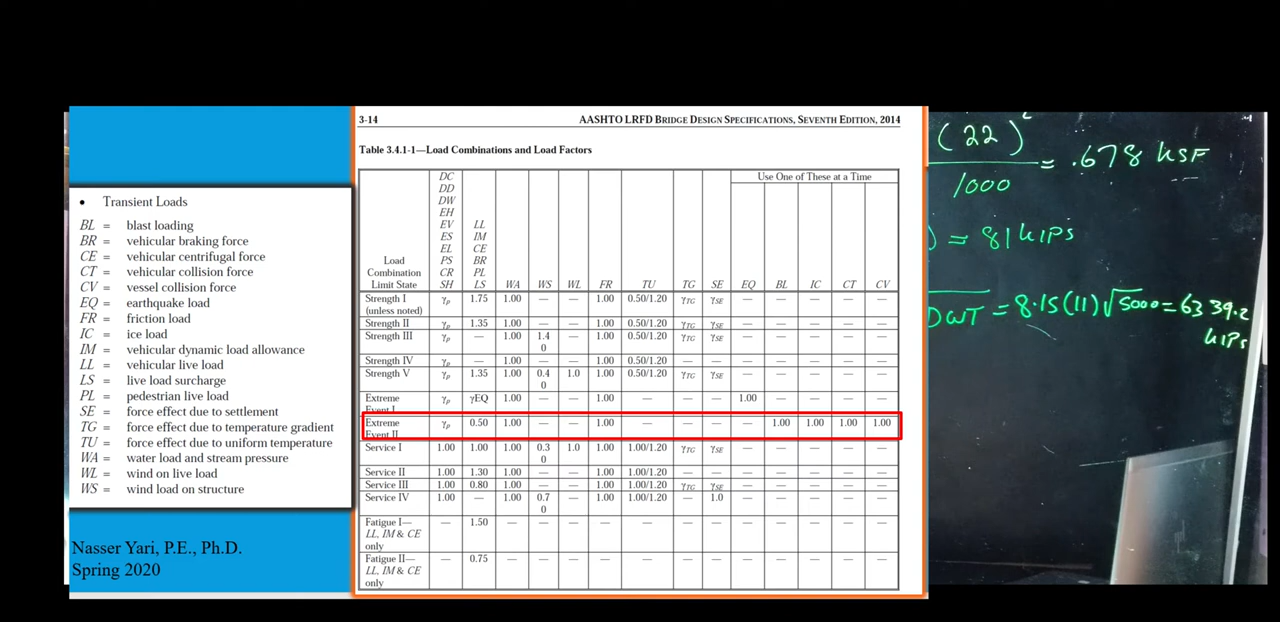 • Transient Loads
BL = blast loading
BR = vehicular braking force
CE = vehicular centrifugal force
CT = vehicular collision force
CV = vessel collision force
EQ = earthquake load
FR = friction load
IC = ice load
IM = vehicular dynamic load allowance
LL = vehicular live load
LS = live load surcharge
PL = pedestrian live load
SE = force effect due to settlement
TG = force effect due to temperature gradient
TU = force effect due to uniform temperature
WA = water load and stream pressure
WL = wind on live load
WS = wind load on structure
Nasser Yari, P.E., Ph.D.
Spring 2020
3-14 AASHTO LRFD BRIDGE DESIGN SPECIFICATIONS, SEVENTH EDITION, 2014
Table 3.4.1-1—Load Combinations and Load Factors
Use One of These at a Time
DC
DD
DW
EH
EV LL
ES IM
EL CE
Load PS BR
Combination CR PL
Limit State SH LS WA WS WL FR TU TG SE EQ BL IC CT CV
Strength I γp 1.75 1.00 — — 1.00 0.50/1.20 γTG γSE — — — — —
(unless noted)
Strength II γp 1.35 1.00 — — 1.00 0.50/1.20 γTG γSE — — — — —
Strength III γp — 1.00 1.4 — 1.00 0.50/1.20 γTG γSE — — — — —
0
Strength IV γp — 1.00 — — 1.00 0.50/1.20 — — — — — — —
Strength V γp 1.35 1.00 0.4 1.0 1.00 0.50/1.20 γTG γSE — — — — —
0
Extreme γp γEQ 1.00 — — 1.00 — — — 1.00 — — — —
Event I
Extreme γp 0.50 1.00 — — 1.00 — — — — 1.00 1.00 1.00 1.00
Event II
Service I 1.00 1.00 1.00 0.3 1.0 1.00 1.00/1.20 γTG γSE — — — — —
0
Service II 1.00 1.30 1.00 — — 1.00 1.00/1.20 — — — — — — —
Service III 1.00 0.80 1.00 — — 1.00 1.00/1.20 γTG γSE — — — — —
Service IV 1.00 — 1.00 0.7 — 1.00 1.00/1.20 — 1.0 — — — — —
0
Fatigue I— — 1.50 — — — — — — — — — — — —
LL, IM & CE
only
Fatigue II— — 0.75 — — — — — — — — — — — —
LL, IM & CE
only
(22)²
/1000 = .678 KSF
) = 81 KIPS
DWT = 8.15(11)√5000 = 6339.2
KIPS